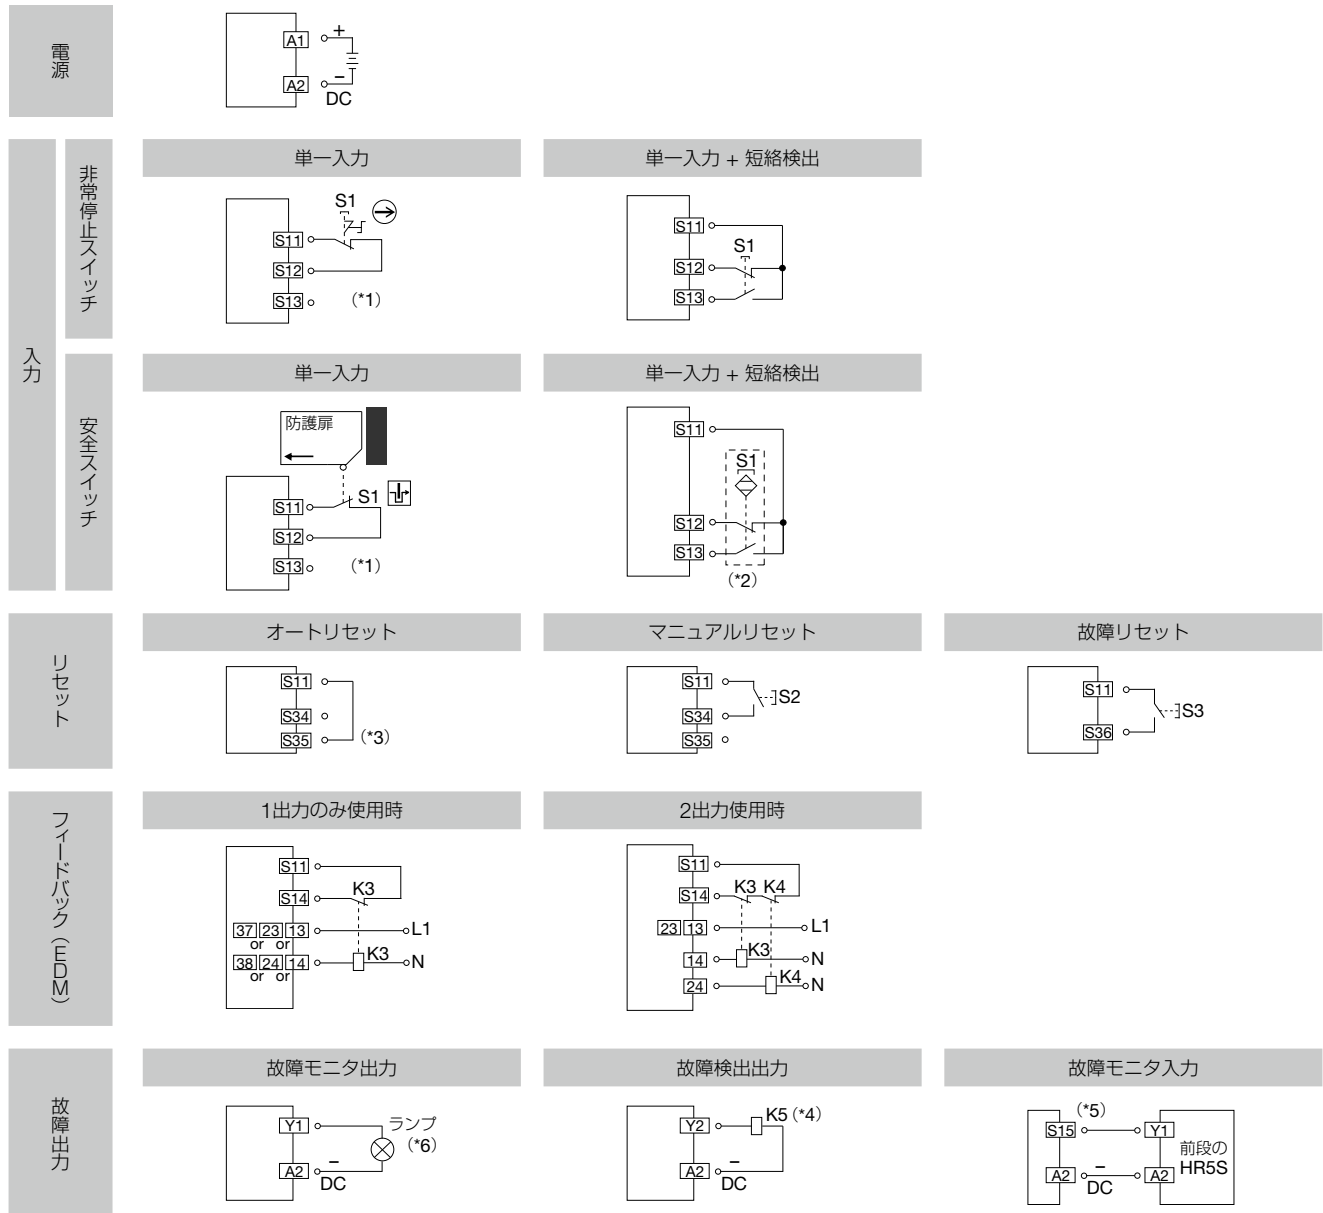 電源
A1
+
A2
−
DC
入力
非常停止スイッチ
単一入力
S1
S11
S12
S13
(*1)
単一入力 + 短絡検出
S11
S1
S12
S13
安全スイッチ
単一入力
防護扉
S11
S1
S12
S13
(*1)
単一入力 + 短絡検出
S11
S1
S12
S13
(*2)
リセット
オートリセット
S11
S34
S35
(*3)
マニュアルリセット
S11
S2
S34
S35
故障リセット
S11
S3
S36
フィードバック（EDM）
1出力のみ使用時
S11
S14
K3
37 23 13
or or
L1
38 24 14
or or
K3
N
2出力使用時
S11
S14
K3 K4
23 13
L1
14
K3
N
24
K4
N
故障出力
故障モニタ出力
Y1
ランプ
(*6)
A2
−
DC
故障検出出力
Y2
K5 (*4)
A2
−
DC
故障モニタ入力
(*5)
S15
Y1
前段の
HR5S
A2
−
DC
A2